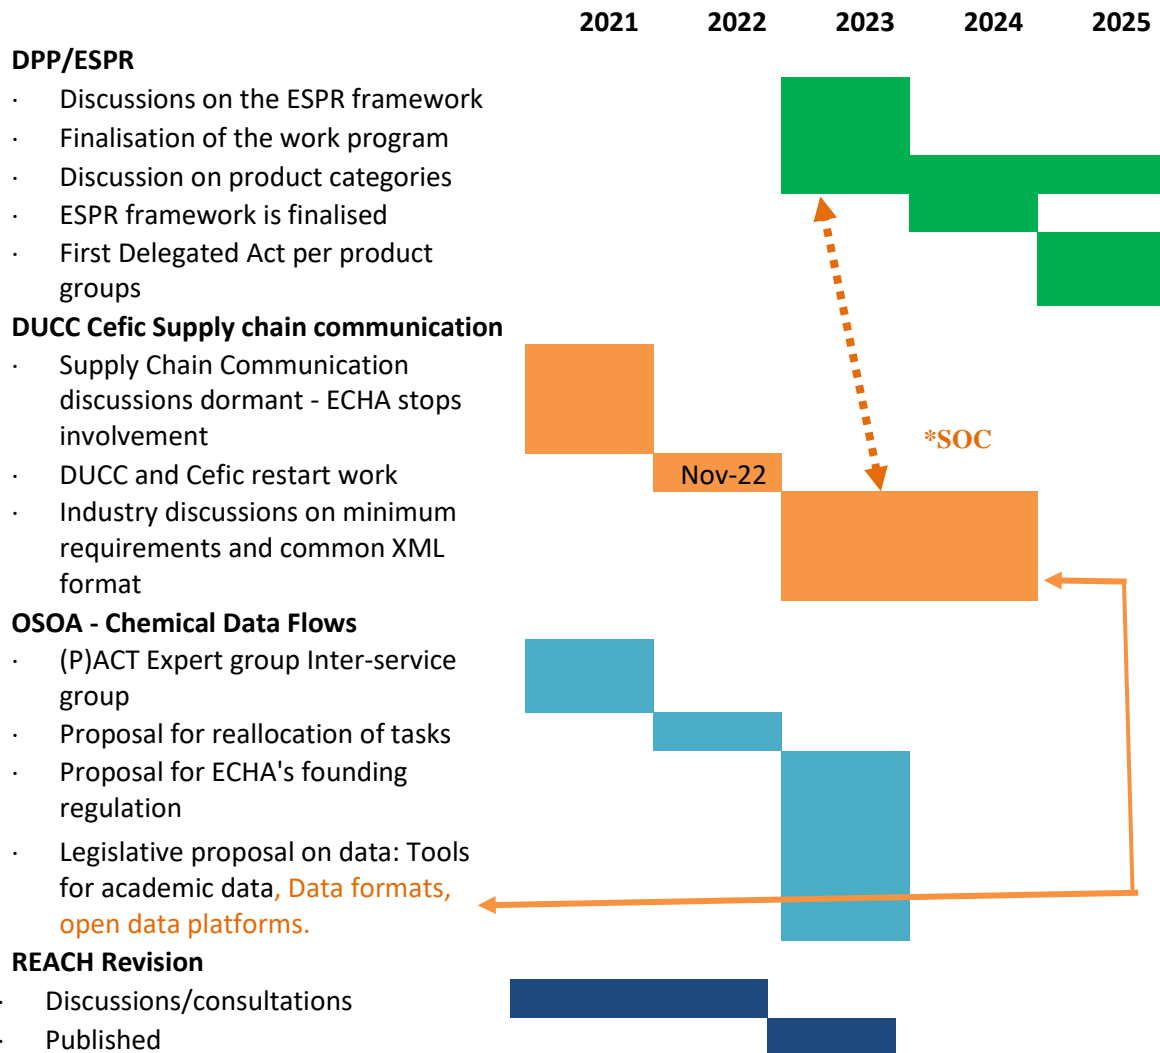 2021 2022 2023 2024 2025
DPP/ESPR
· Discussions on the ESPR framework
· Finalisation of the work program
· Discussion on product categories
· ESPR framework is finalised
· First Delegated Act per product
groups
DUCC Cefic Supply chain communication
· Supply Chain Communication
discussions dormant - ECHA stops
involvement
*SOC
· DUCC and Cefic restart work Nov-22
· Industry discussions on minimum
requirements and common XML
format
OSOA - Chemical Data Flows
· (P)ACT Expert group Inter-service
group
· Proposal for reallocation of tasks
· Proposal for ECHA's founding
regulation
· Legislative proposal on data: Tools
for academic data, Data formats,
open data platforms.
REACH Revision
· Discussions/consultations
· Published